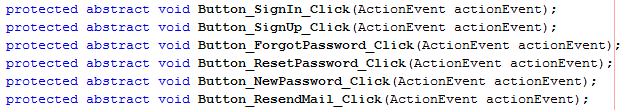 protected abstract void Button_SignIn_Click(ActionEvent actionEvent);
protected abstract void Button_SignUp_Click(ActionEvent actionEvent);
protected abstract void Button_ForgotPassword_Click(ActionEvent actionEvent);
protected abstract void Button_ResetPassword_Click(ActionEvent actionEvent);
protected abstract void Button_NewPassword_Click(ActionEvent actionEvent);
protected abstract void Button_ResendMail_Click(ActionEvent actionEvent);